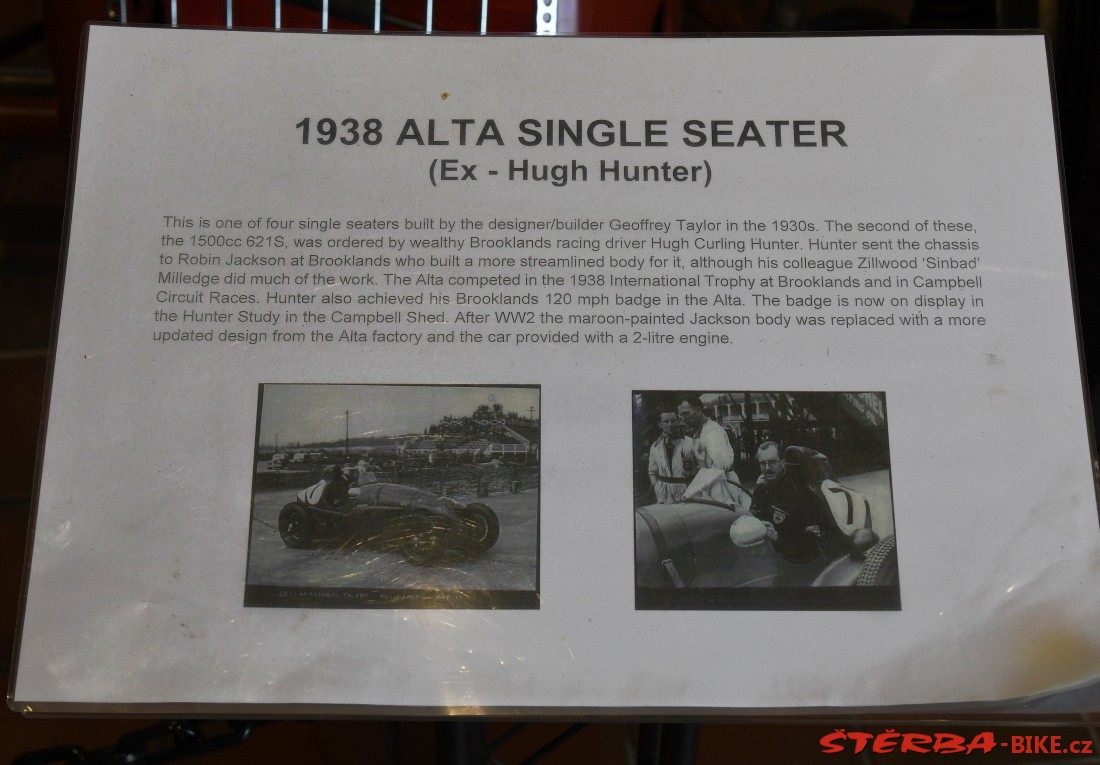 1938 ALTA SINGLE SEATER
(Ex - Hugh Hunter)
This is one of four single seaters built by the designer/builder Geoffrey Taylor in the 1930s. The second of these,
the 1500cc 621S, was ordered by wealthy Brooklands racing driver Hugh Curling Hunter. Hunter sent the chassis
to Robin Jackson at Brooklands who built a more streamlined body for it, although his colleague Zillwood ‘Sinbad’
Milledge did much of the work. The Alta competed in the 1938 International Trophy at Brooklands and in Campbell
Circuit Races. Hunter also achieved his Brooklands 120 mph badge in the Alta. The badge is now on display in
the Hunter Study in the Campbell Shed. After WW2 the maroon-painted Jackson body was replaced with a more
updated design from the Alta factory and the car provided with a 2-litre engine.
ŠTĚRBA-BIKE.cz